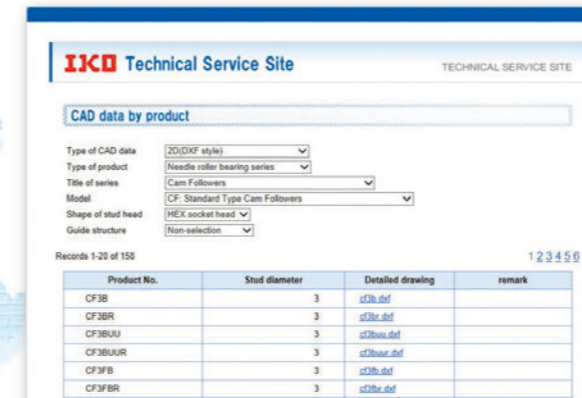 IKO Technical Service Site
TECHNICAL SERVICE SITE
CAD data by product
Type of CAD data 2D(DXF style)
Type of product Needle roller bearing series
Title of series Cam Followers
Model CF: Standard Type Cam Followers
Shape of stud head HEX socket head
Guide structure Non-selection
Records 1-20 of 158 1 2 3 4 5 6
Product No. Stud diameter Detailed drawing remark
CF3B 3 cf3b.dxf
CF3BR 3 cf3br.dxf
CF3BUU 3 cf3buu.dxf
CF3BUUR 3 cf3buur.dxf
CF3FB 3 cf3fb.dxf
CF3FBR 3 cf3fbr.dxf